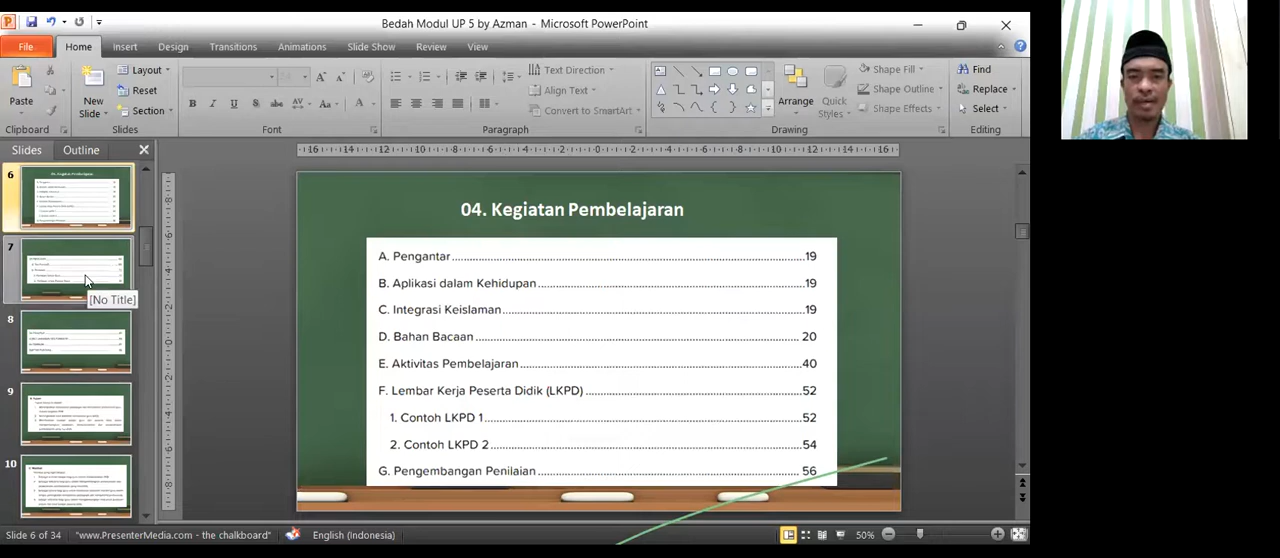 Bedah Modul UP 5 by Azman - Microsoft PowerPoint
File Home Insert Design Transitions Animations Slide Show Review View
Paste
New Slide
Layout
Reset
Section
Text Direction
Align Text
Convert to SmartArt
Arrange
Quick Styles
Shape Fill
Shape Outline
Shape Effects
Find
Replace
Select
Clipboard Slides Font Paragraph Drawing Editing
Slides Outline
6
7
[No Title]
8
9
10
04. Kegiatan Pembelajaran
A. Pengantar 19
B. Aplikasi dalam Kehidupan 19
C. Integrasi Keislaman 19
D. Bahan Bacaan 20
E. Aktivitas Pembelajaran 40
F. Lembar Kerja Peserta Didik (LKPD) 52
1. Contoh LKPD 1 52
2. Contoh LKPD 2 54
G. Pengembangan Penilaian 56
Slide 6 of 34 "www.PresenterMedia.com - the chalkboard" English (Indonesia) 50%